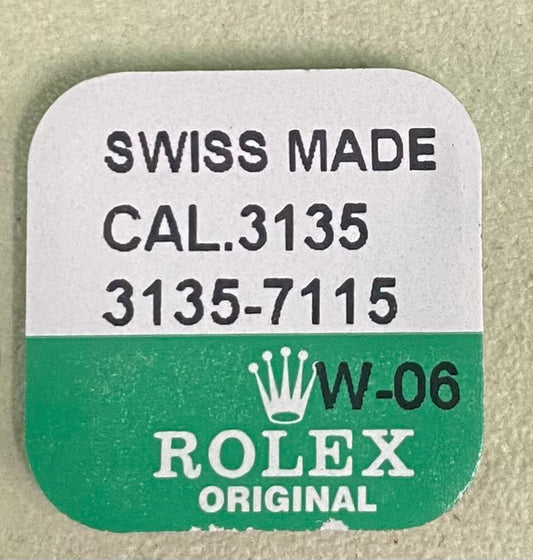 SWISS MADE
CAL.3135
3135-7115
W-06
ROLEX
ORIGINAL